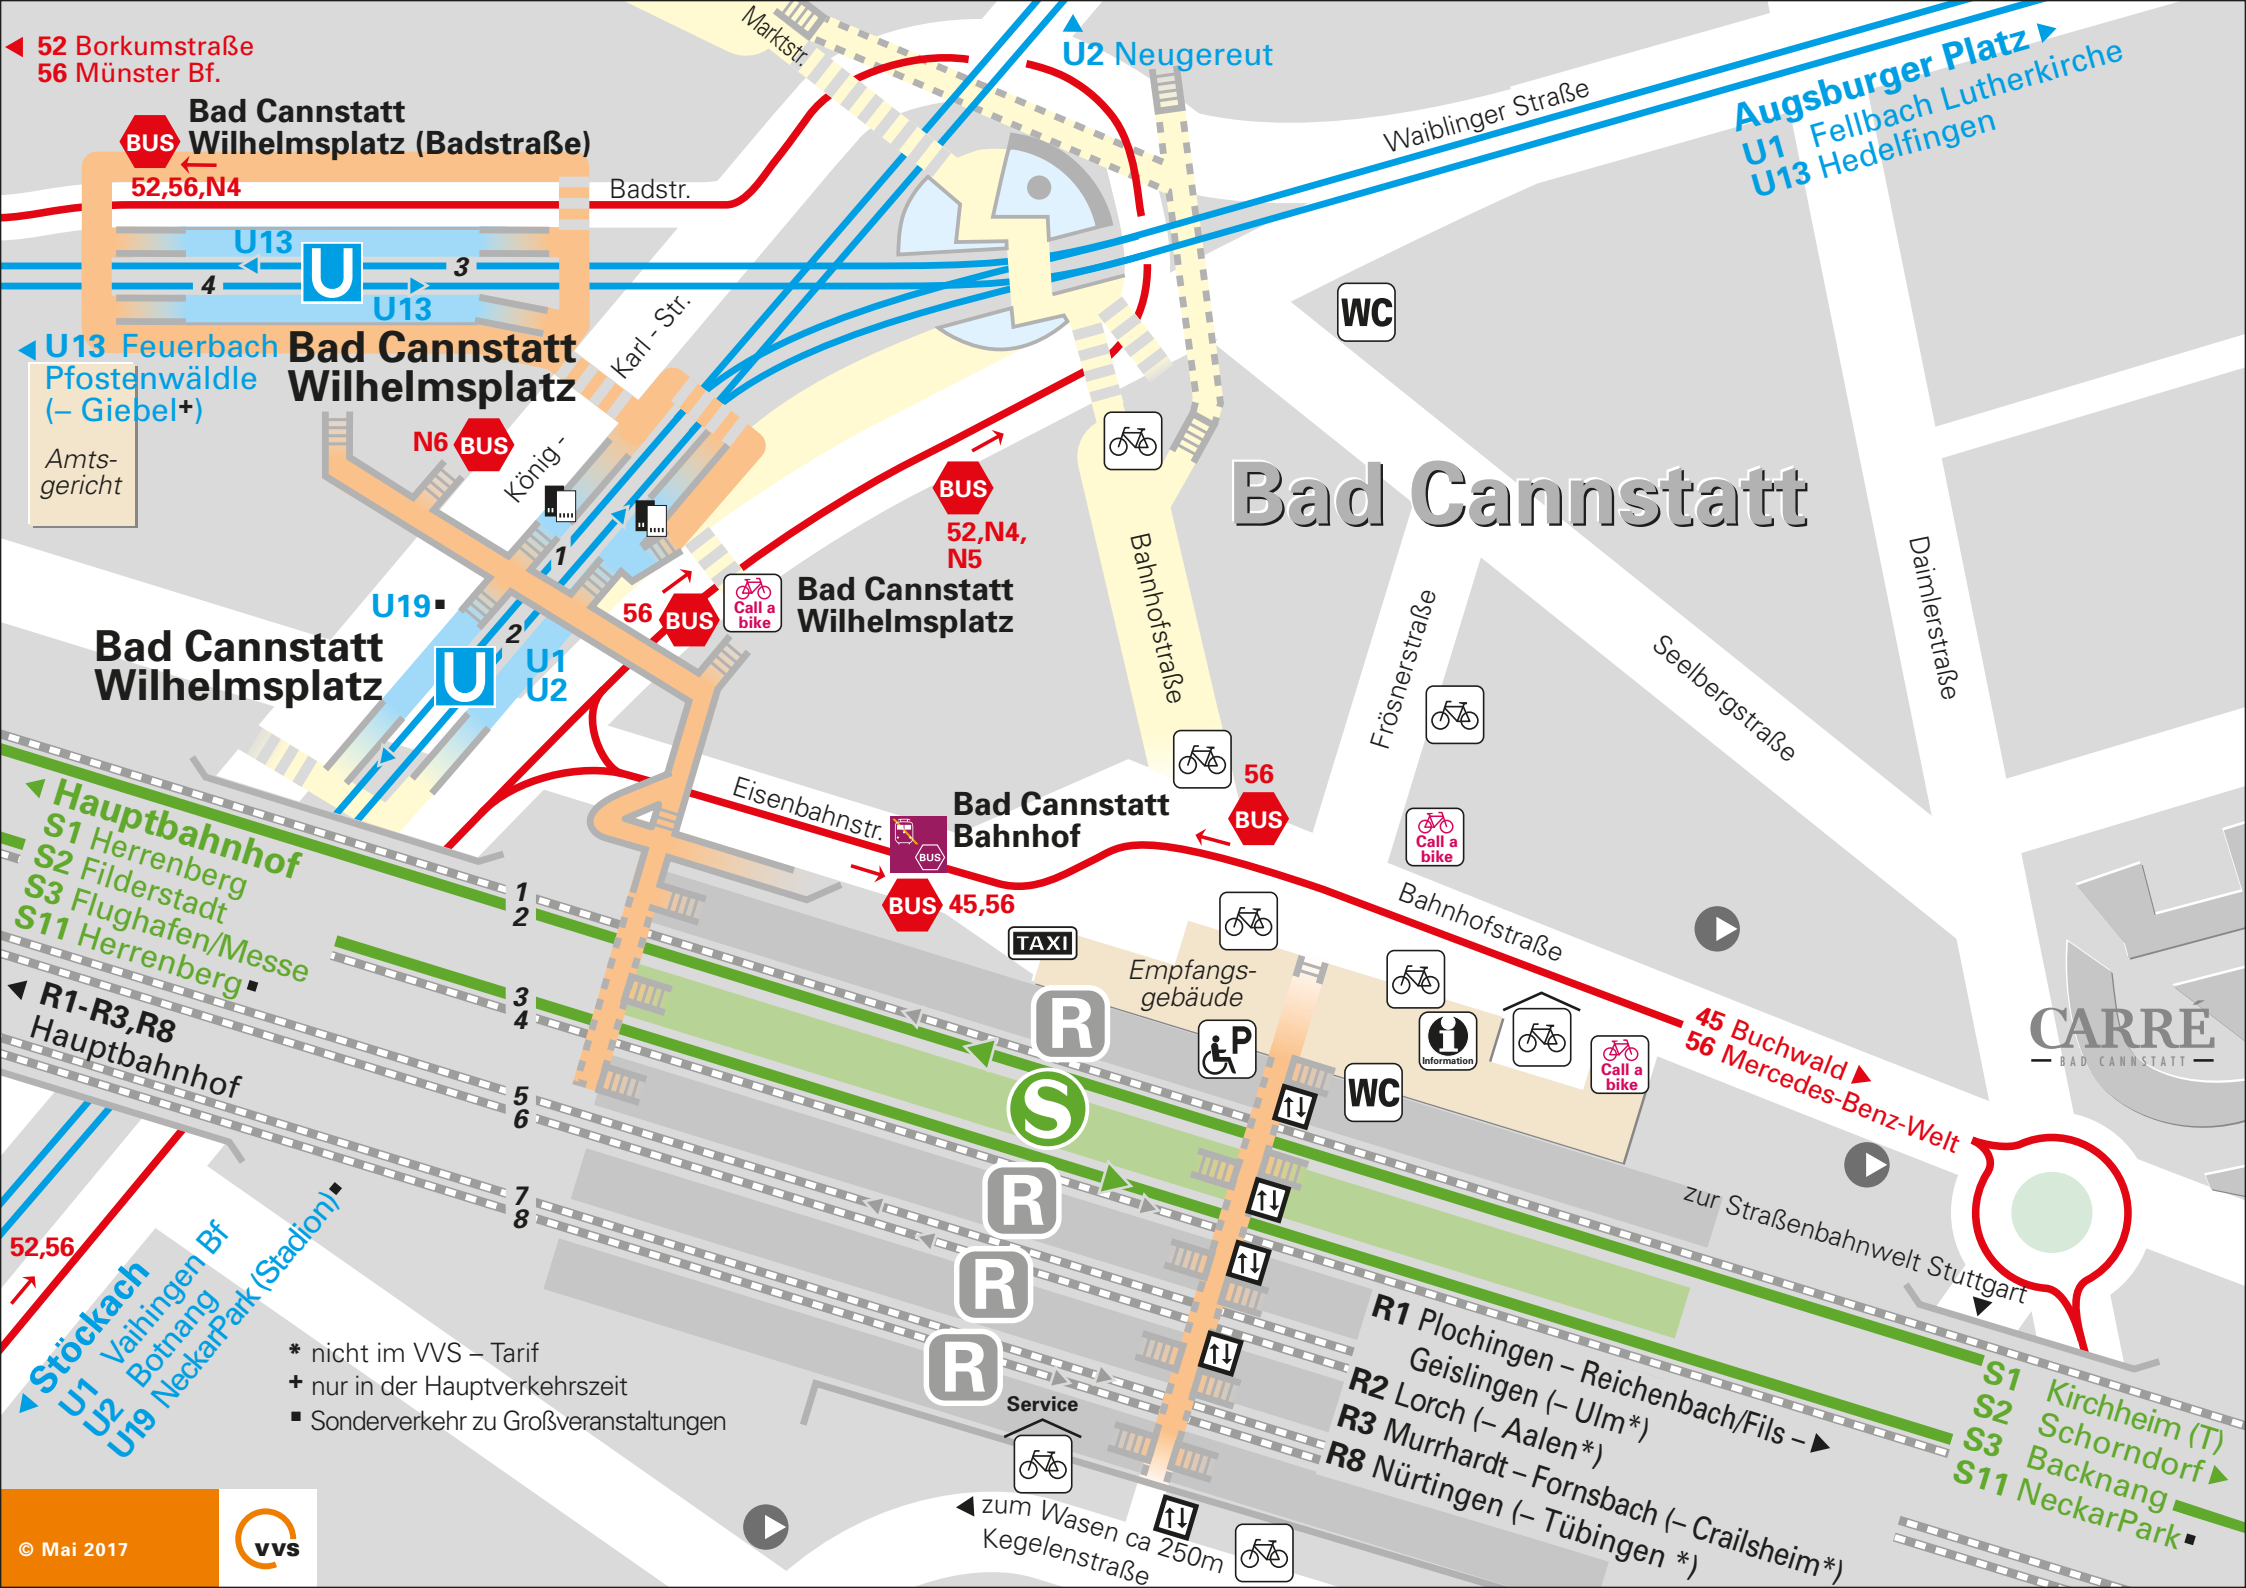 52 Borkumstraße
56 Münster Bf.
Bad Cannstatt
Wilhelmsplatz (Badstraße)
BUS
52,56,N4
Marktstr.
U2 Neugereut
Augsburger Platz
U1 Fellbach Lutherkirche
U13 Hedelfingen
Waiblinger Straße
Badstr.
U13
U
3
4
U13
U13 Feuerbach
Pfostenwäldle
(– Giebel+)
Bad Cannstatt
Wilhelmsplatz
Karl - Str.
König -
WC
Amts-
gericht
N6 BUS
BUS
52,N4,
N5
Bad Cannstatt
Bad Cannstatt
Wilhelmsplatz
Call a
bike
56 BUS
1
2
U19▪
Bad Cannstatt
Wilhelmsplatz
U
U1
U2
Bahnhofstraße
Frösnerstraße
Seelbergstraße
Daimlerstraße
Eisenbahnstr.
BUS
Bad Cannstatt
Bahnhof
56
BUS
BUS 45,56
Call a
bike
Bahnhofstraße
TAXI
Empfangs-
gebäude
P
WC
i
Information
Call a
bike
45 Buchwald
56 Mercedes-Benz-Welt
CARRÉ
BAD CANNSTATT
Hauptbahnhof
S1 Herrenberg
S2 Filderstadt
S3 Flughafen/Messe
S11 Herrenberg▪
R1-R3,R8
Hauptbahnhof
1
2
3
4
5
6
7
8
R
S
R
R
R
zur Straßenbahnwelt Stuttgart
52,56
Stöckach
U1 Vaihingen Bf
U2 Botnang
U19 NeckarPark (Stadion)▪
* nicht im VVS – Tarif
+ nur in der Hauptverkehrszeit
▪ Sonderverkehr zu Großveranstaltungen
Service
zum Wasen ca 250m
Kegelenstraße
R1 Plochingen – Reichenbach/Fils –
Geislingen (– Ulm*)
R2 Lorch (– Aalen*)
R3 Murrhardt – Fornsbach (– Crailsheim*)
R8 Nürtingen (– Tübingen *)
S1 Kirchheim (T)
S2 Schorndorf
S3 Backnang
S11 NeckarPark▪
© Mai 2017
vvs